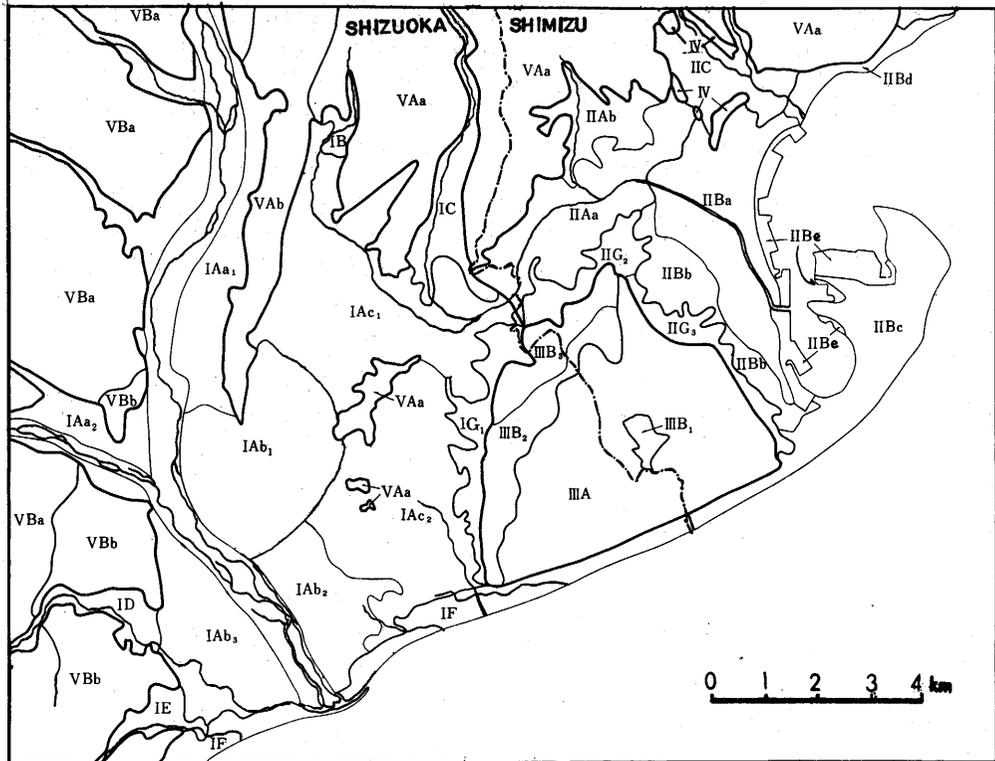 VBa
SHIZUOKA SHIMIZU
VAa
IV
IIC
VAa
IIBd
VAa
IV
IIAb
VBa
IB
VAb
IC
IIAa
IIBa
IIBe
IIG₂
IAa₁
IIBb
VBa
IAc₁
IIG₃
IIBc
IIBe
IIIB₃
IIBb
VBb
VAa
IAa₂
IAb₁
IG₁
IIIB₂
IIIB₁
VAa
IIIA
VBa
IAc₂
VBb
IAb₂
ID
IF
IAb₃
VBb
IE
IF
0 1 2 3 4 km